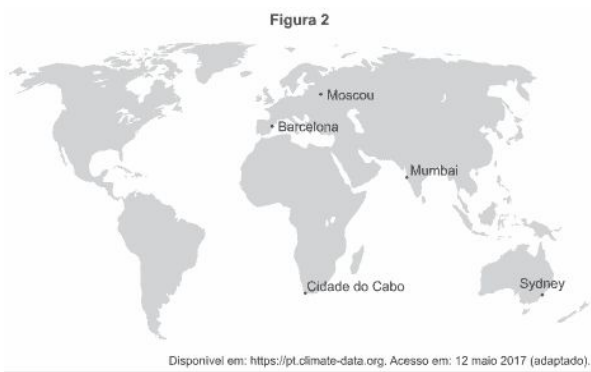 Figura 2
Moscou
Barcelona
Mumbai
Cidade do Cabo
Sydney
Disponível em: https://pt.climate-data.org. Acesso em: 12 maio 2017 (adaptado).